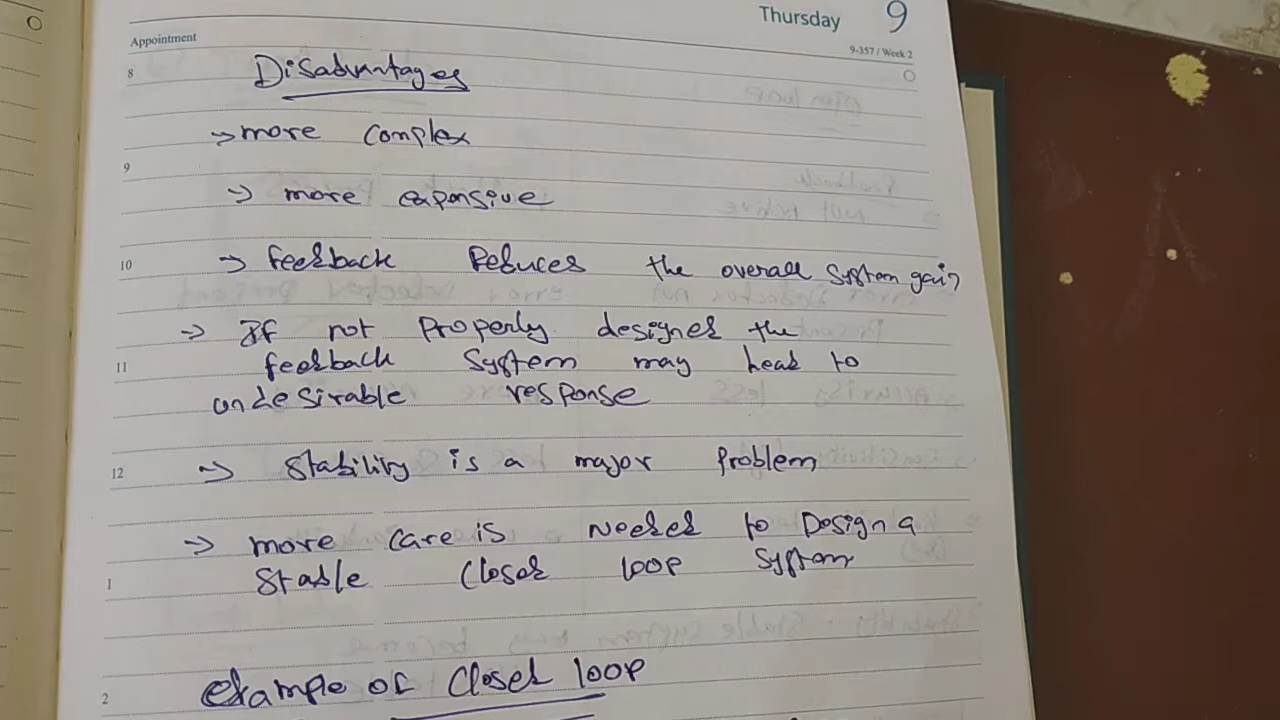 Thursday 9
Appointment
9-357 / Week 2
8
Disadvantages
→ more complex
9
→ more expensive
10
→ feedback Reduces the overall system gain
→ If not properly designed the
11
feedback system may lead to
undesirable response
12
→ Stability is a major problem
→ more care is Needed to Design a
1
Stable closed loop system
2
example of closed loop